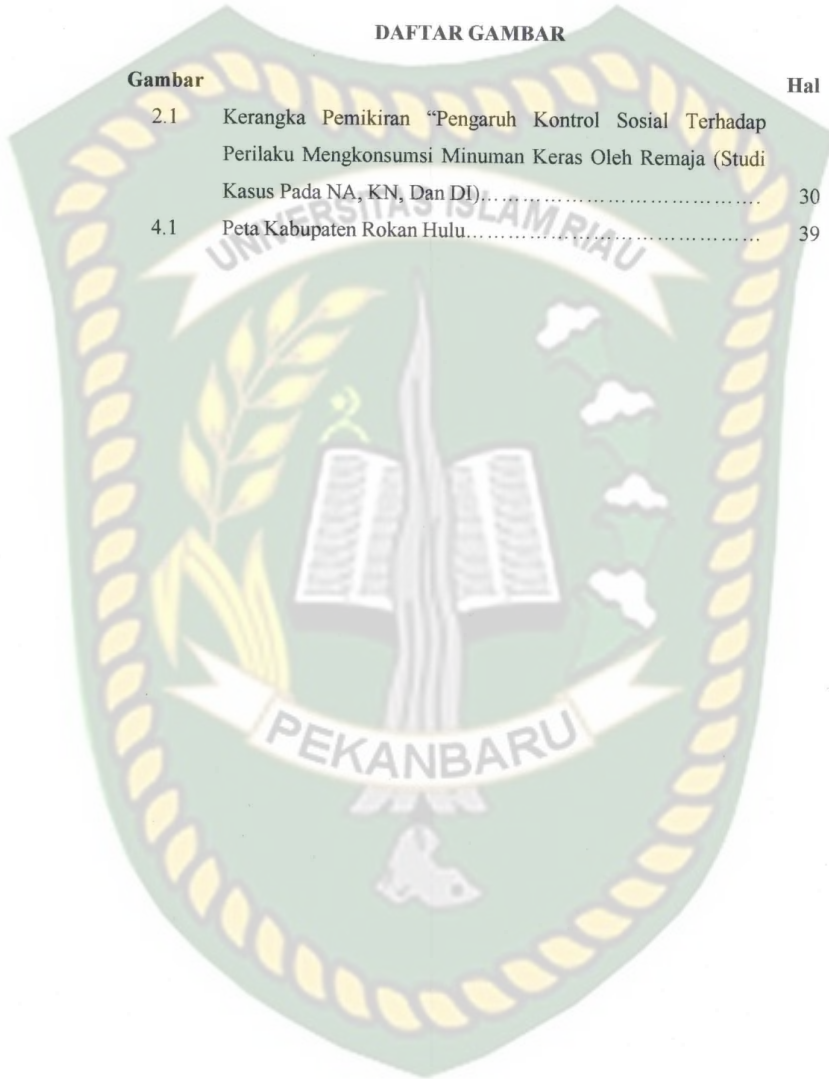 DAFTAR GAMBAR
Gambar Hal
2.1 Kerangka Pemikiran “Pengaruh Kontrol Sosial Terhadap
Perilaku Mengkonsumsi Minuman Keras Oleh Remaja (Studi
Kasus Pada NA, KN, Dan DI)........................................ 30
4.1 Peta Kabupaten Rokan Hulu.......................................... 39
UNIVERSITAS ISLAM RIAU
PEKANBARU